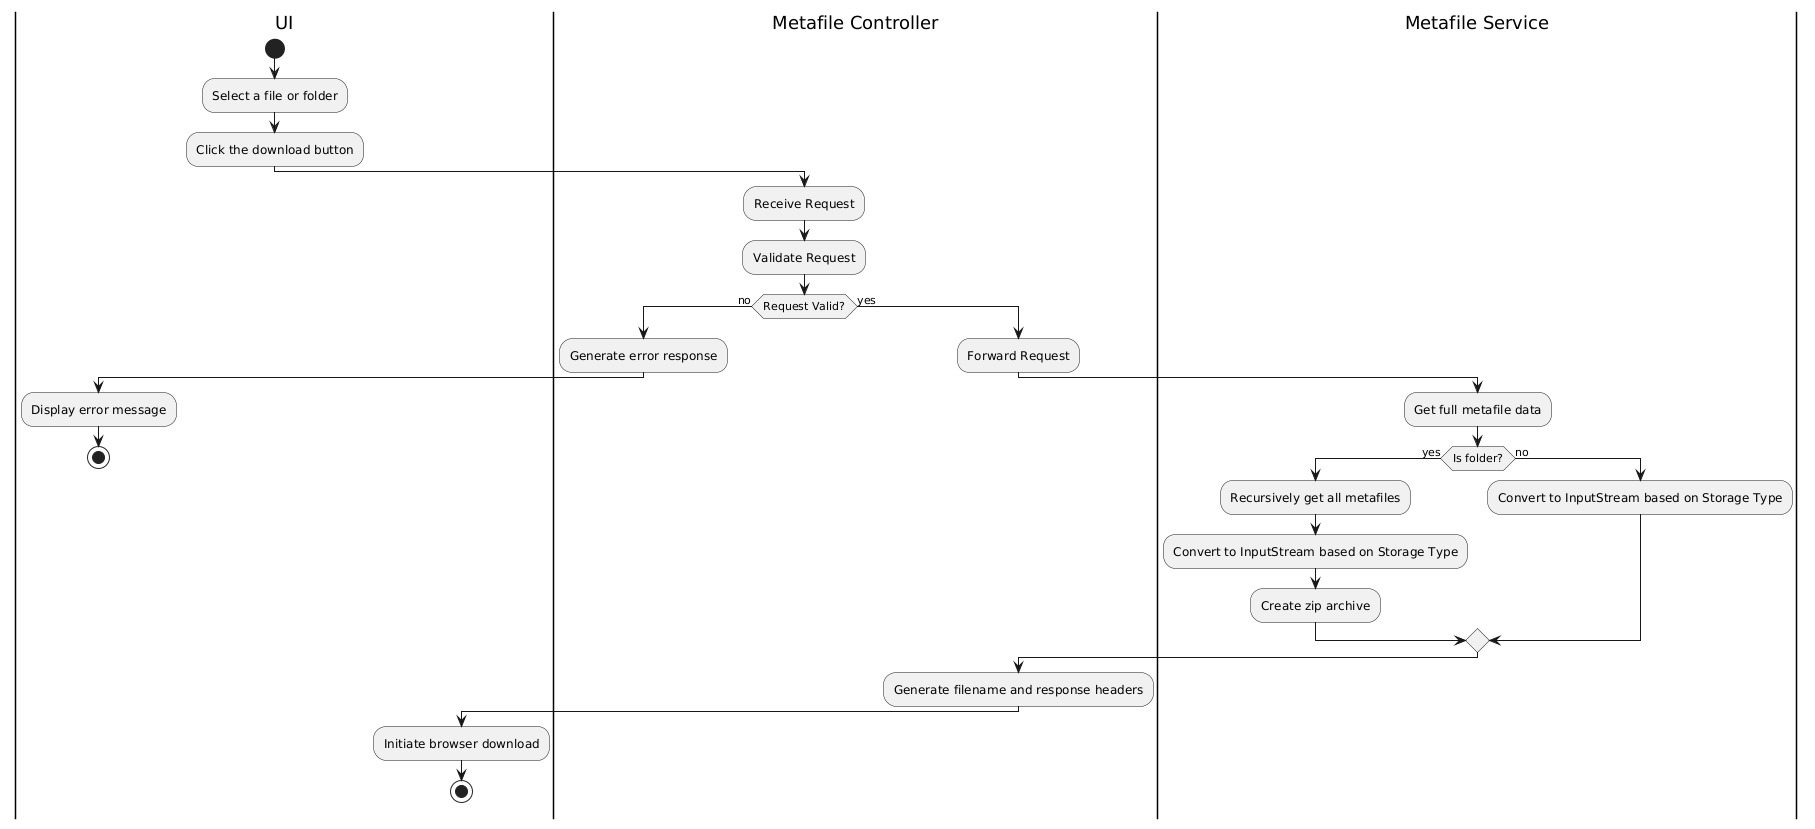 UI
Metafile Controller
Metafile Service
Select a file or folder
Click the download button
Receive Request
Validate Request
no
Request Valid?
yes
Generate error response
Forward Request
Display error message
Get full metafile data
yes
Is folder?
no
Recursively get all metafiles
Convert to InputStream based on Storage Type
Convert to InputStream based on Storage Type
Create zip archive
Generate filename and response headers
Initiate browser download